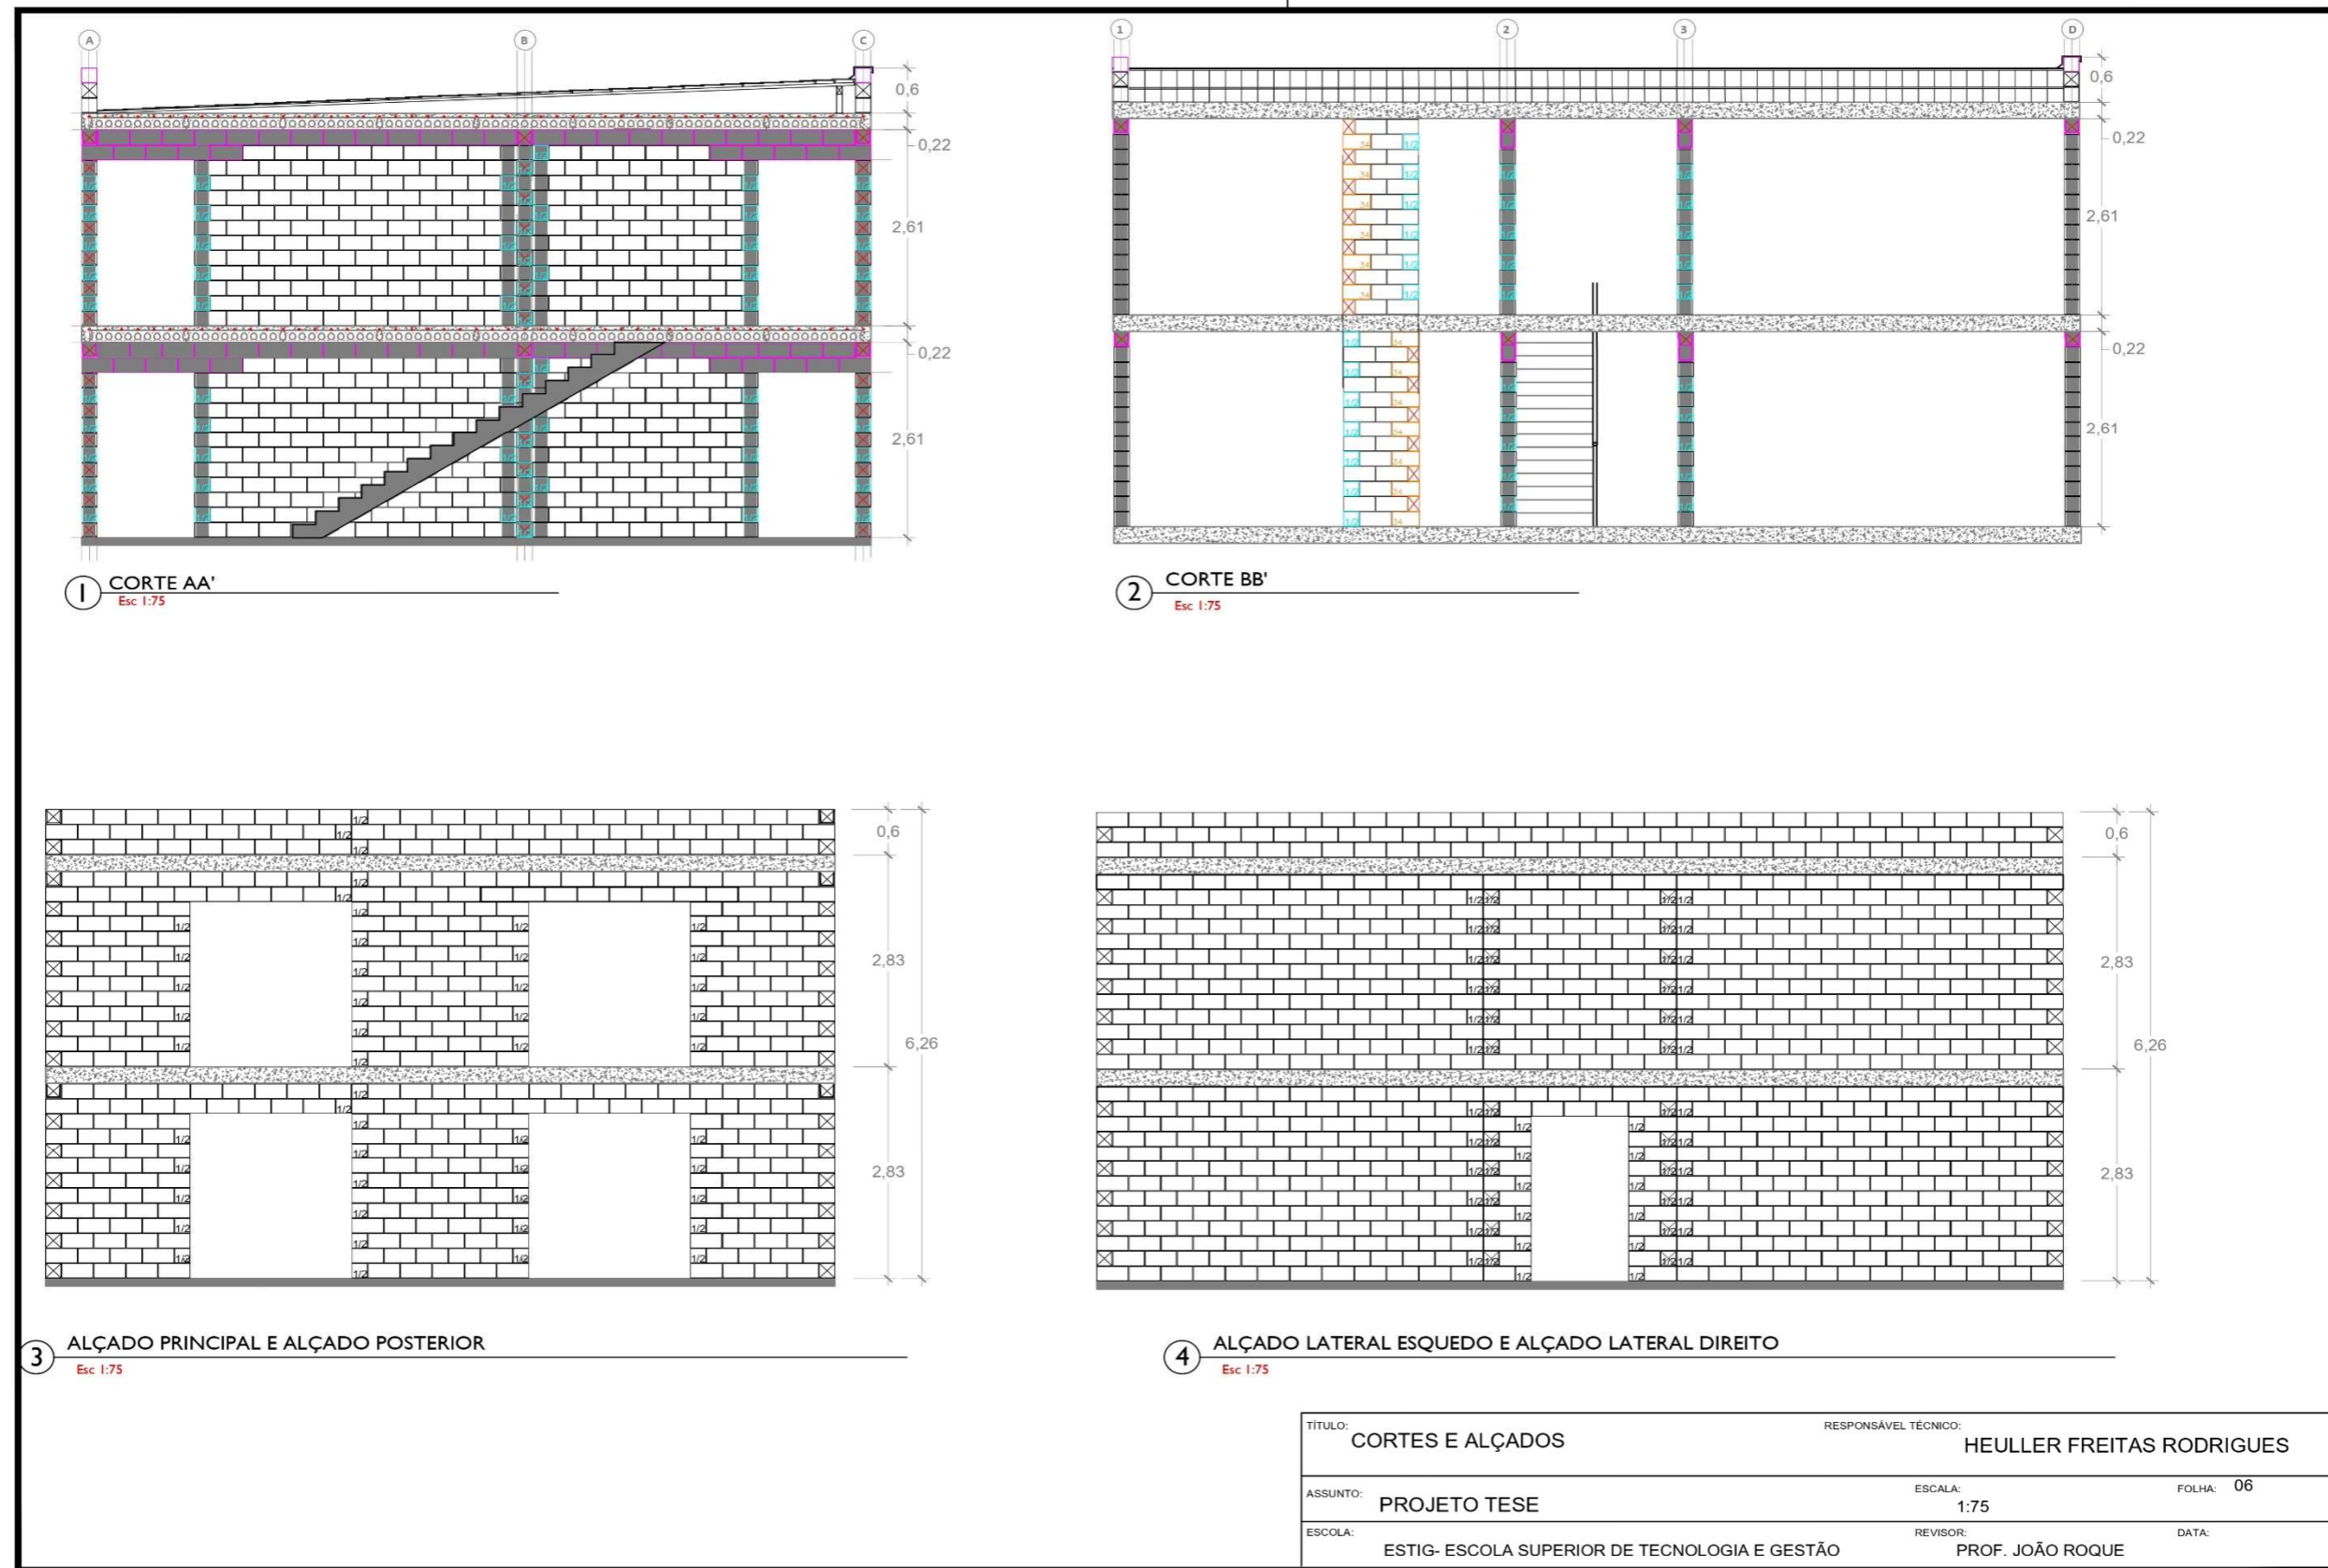 A B C
0,6
0,22
2,61
0,22
2,61
1 CORTE AA'
Esc 1:75
1 2 3 D
0,6
0,22
2,61
0,22
2,61
2 CORTE BB'
Esc 1:75
0,6
2,83
6,26
2,83
3 ALÇADO PRINCIPAL E ALÇADO POSTERIOR
Esc 1:75
0,6
2,83
6,26
2,83
4 ALÇADO LATERAL ESQUEDO E ALÇADO LATERAL DIREITO
Esc 1:75
TÍTULO: CORTES E ALÇADOS
RESPONSÁVEL TÉCNICO: HEULLER FREITAS RODRIGUES
ASSUNTO: PROJETO TESE
ESCALA: 1:75
FOLHA: 06
ESCOLA: ESTIG- ESCOLA SUPERIOR DE TECNOLOGIA E GESTÃO
REVISOR: PROF. JOÃO ROQUE
DATA: